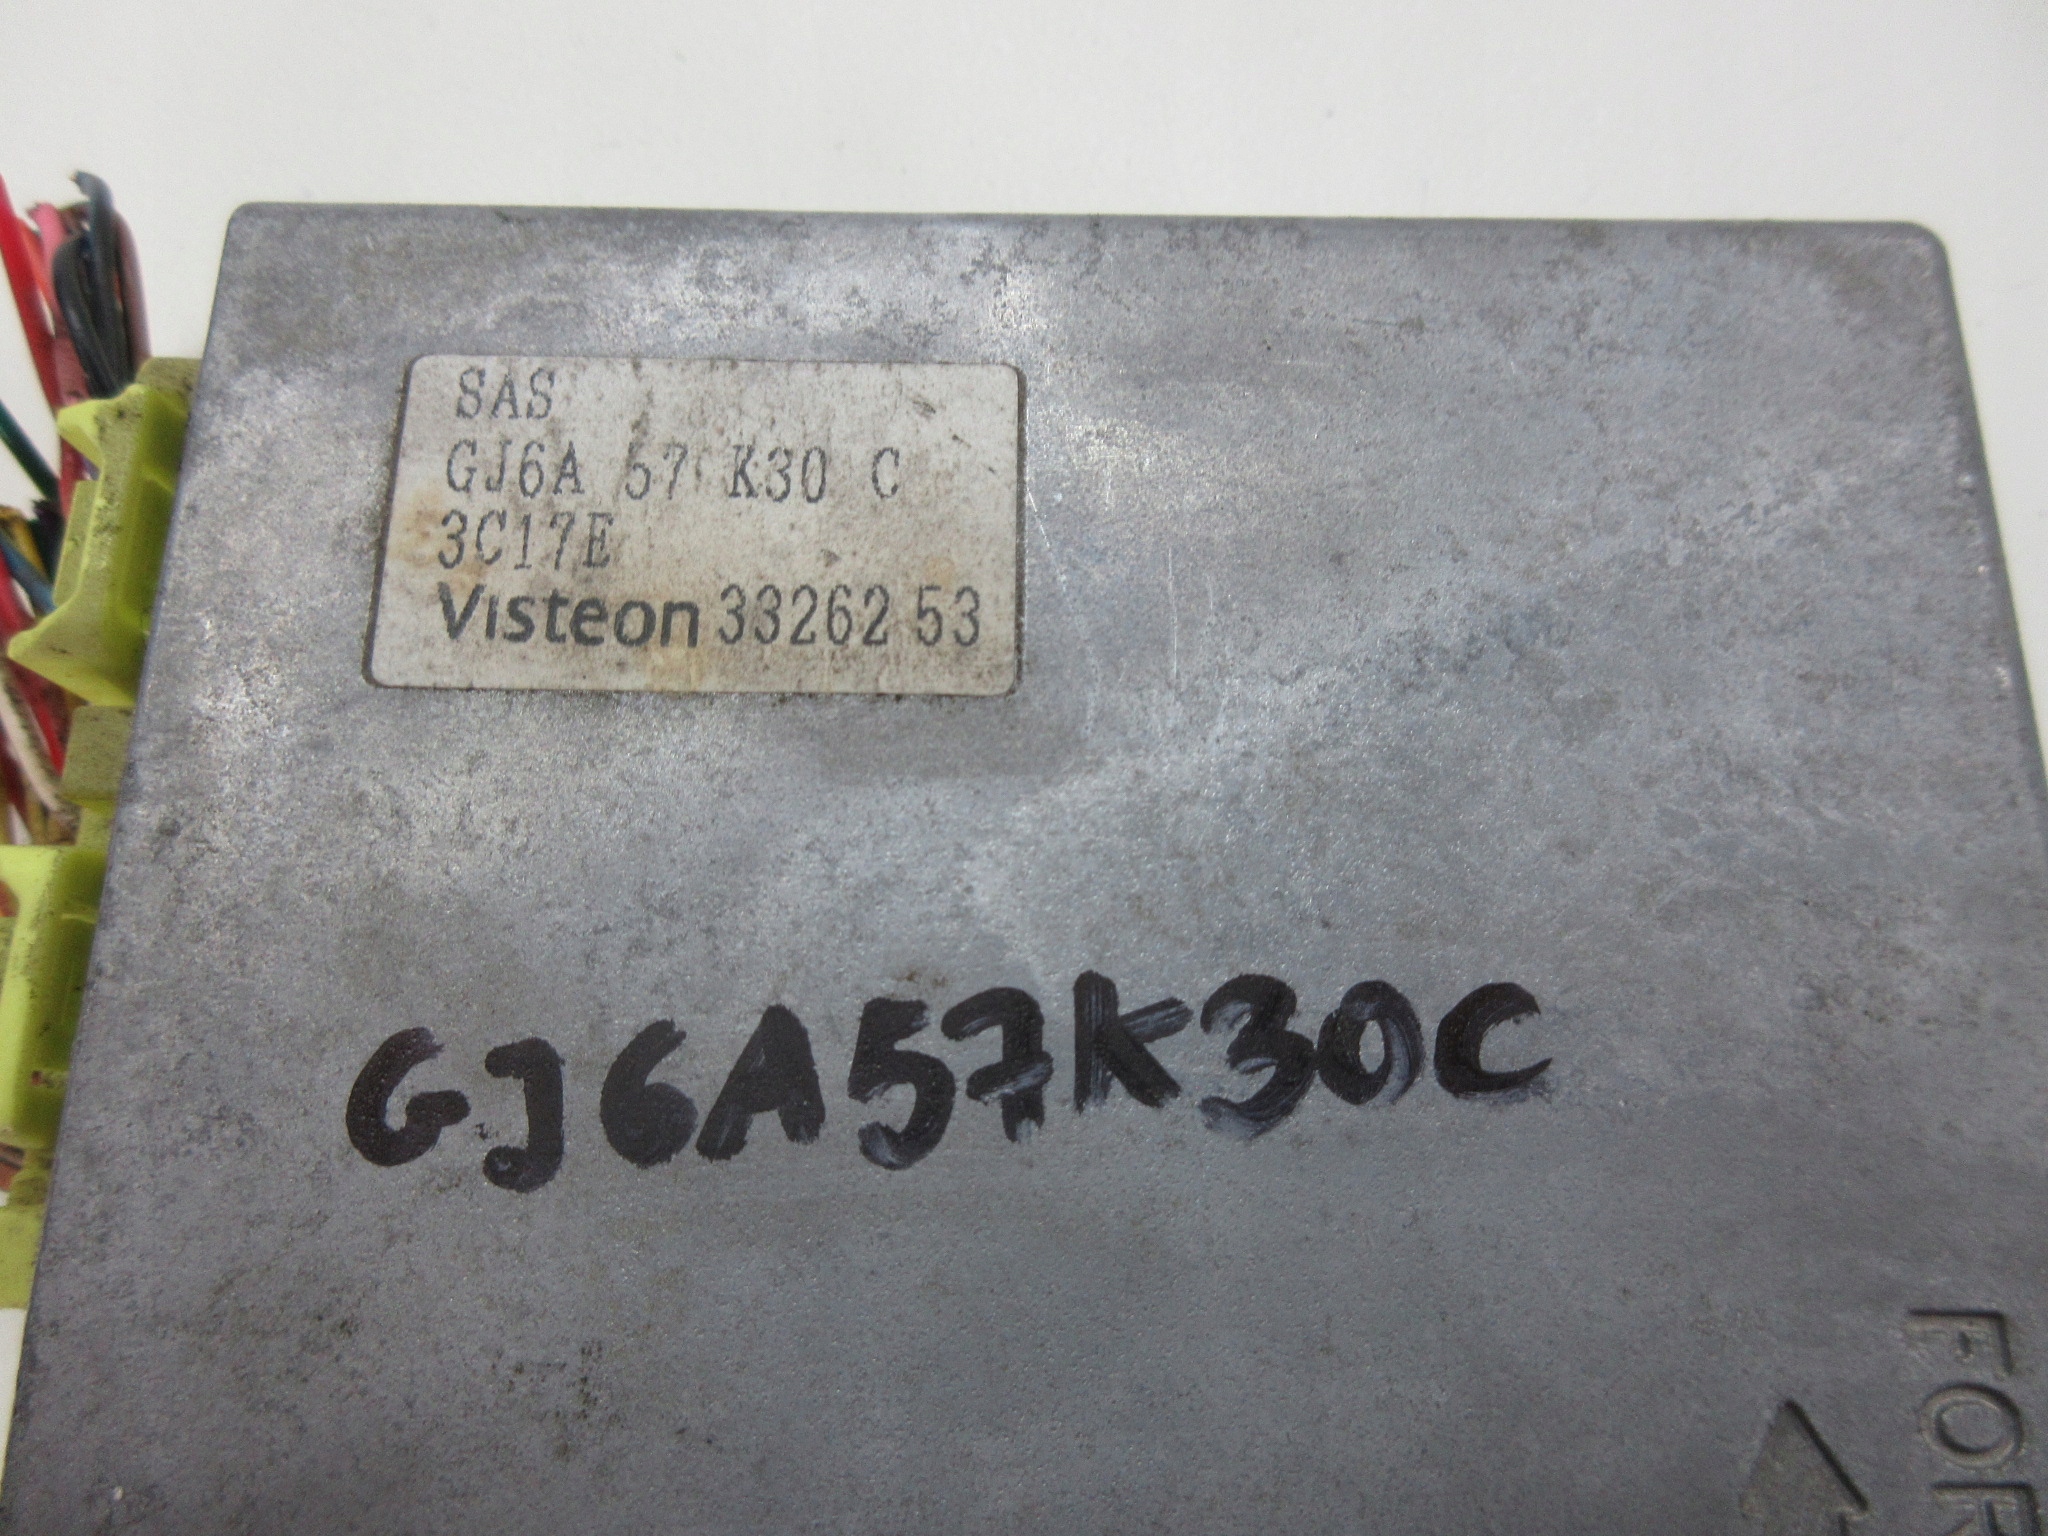 SAS
GJ6A 57 K30 C
3C17E
Visteon 33262 53
GJ6A57K30C
FOR